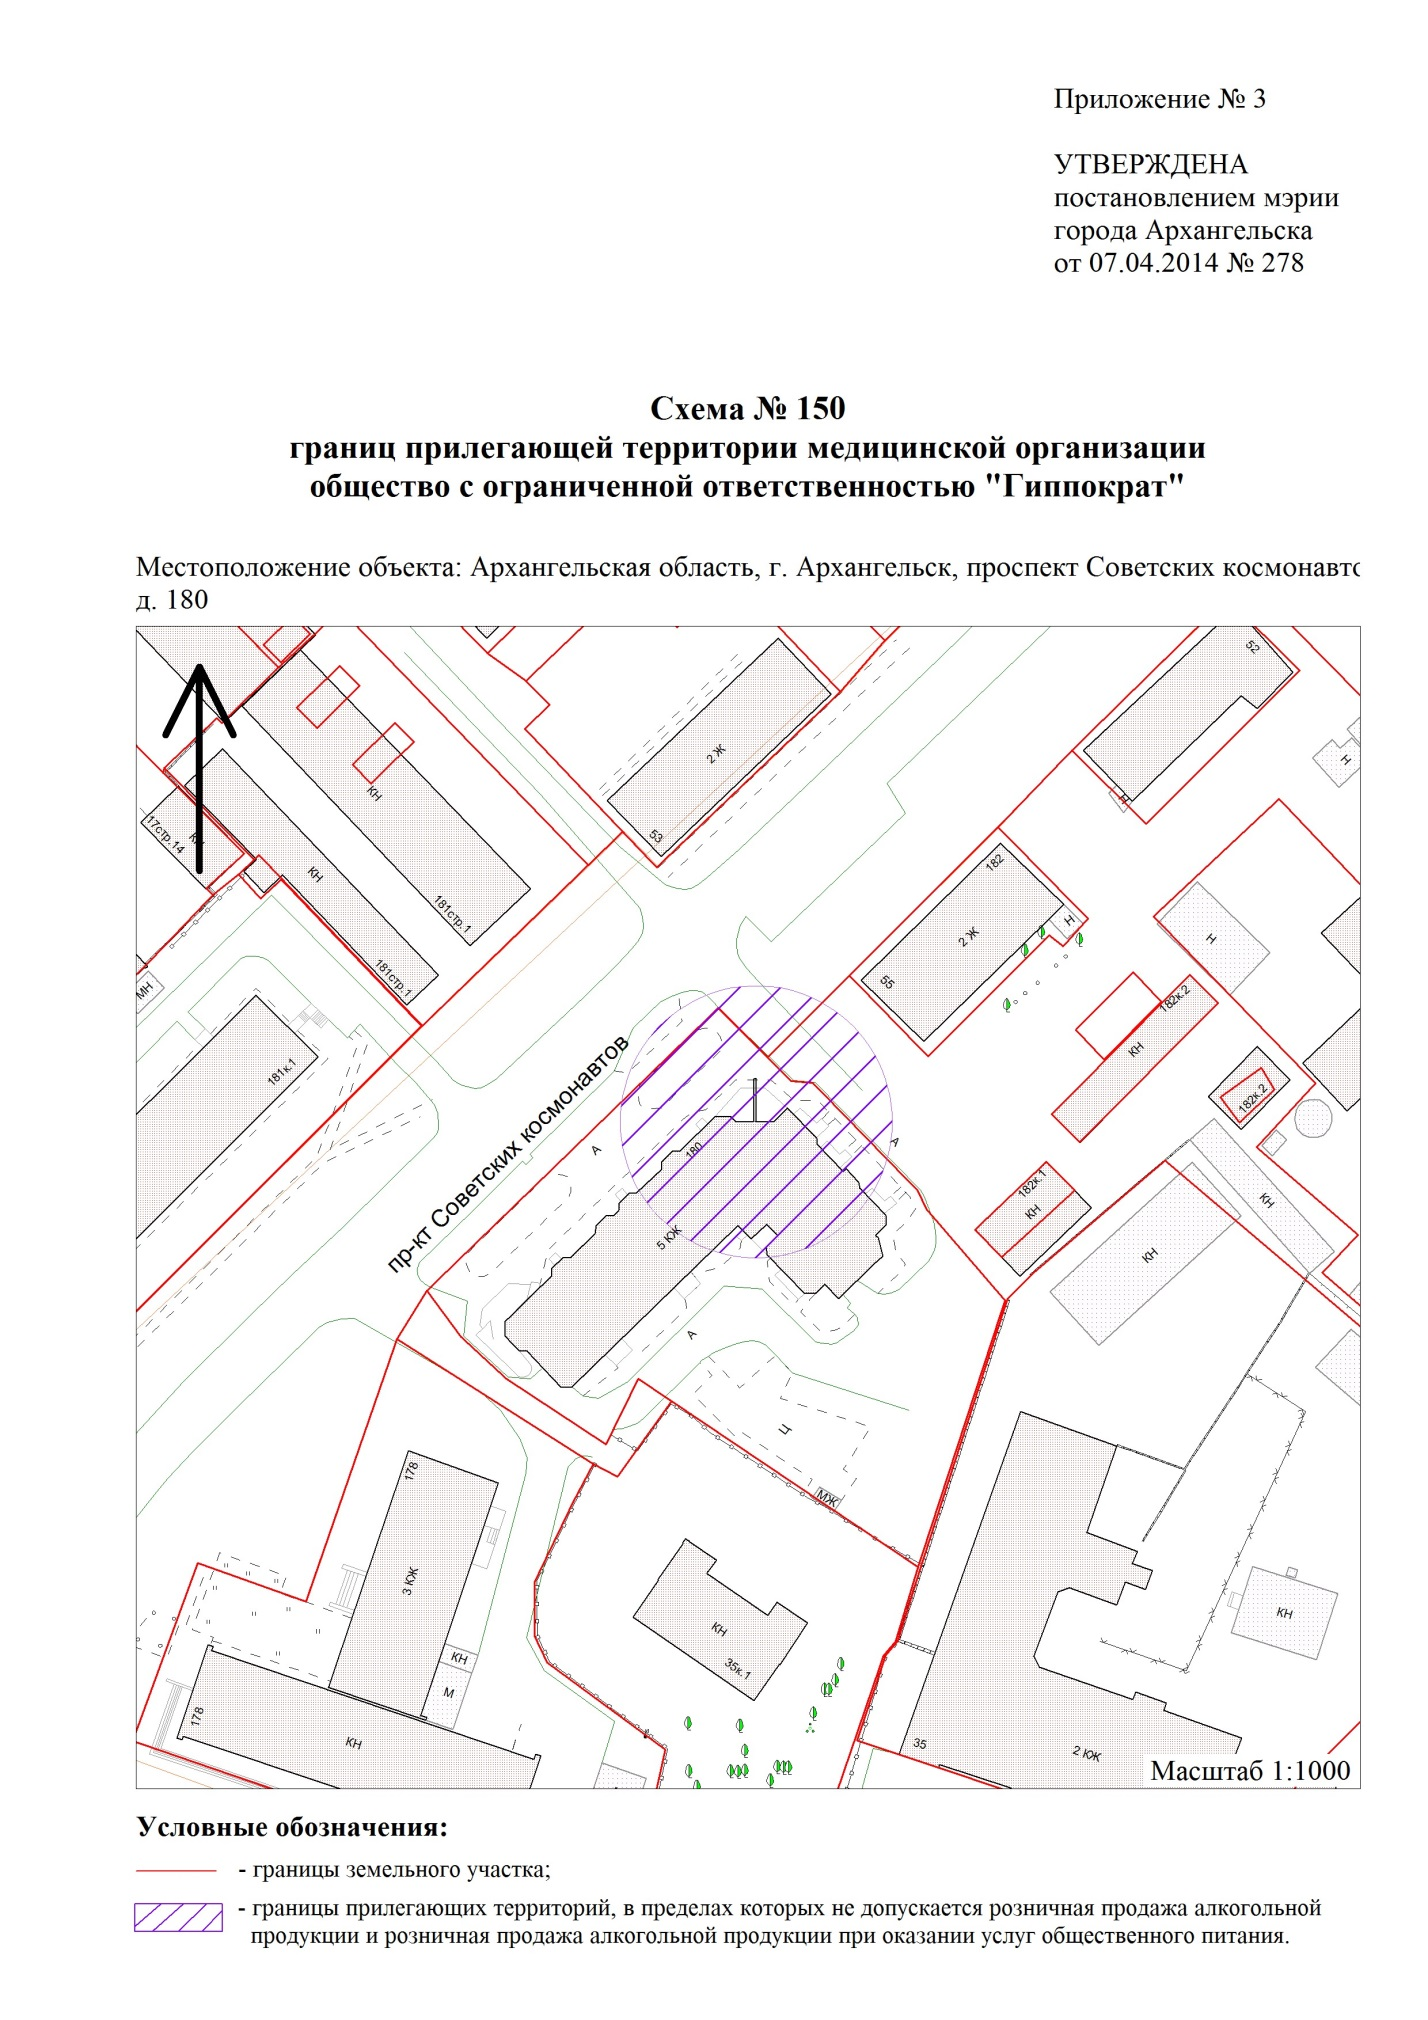 Приложение № 3
УТВЕРЖДЕНА
постановлением мэрии
города Архангельска
от 07.04.2014 № 278
Схема № 150
границ прилегающей территории медицинской организации
общество с ограниченной ответственностью "Гиппократ"
Местоположение объекта: Архангельская область, г. Архангельск, проспект Советских космонавто
д. 180
52
2 Ж
53
Н
Н
КН
17стр.14
КН
КН
181стр.1
181стр.1
182
2 Ж
55
Н
Н
МН
181к.1
182к.2
КН
182к.2
пр-кт Советских космонавтов
А
180
А
5 КЖ
182к.1
КН
КН
КН
А
Ц
МЖ
178
3 КЖ
КН
М
КН
35к.1
КН
178
КН
35
2 КЖ
Масштаб 1:1000
Условные обозначения:
- границы земельного участка;
- границы прилегающих территорий, в пределах которых не допускается розничная продажа алкогольной
продукции и розничная продажа алкогольной продукции при оказании услуг общественного питания.